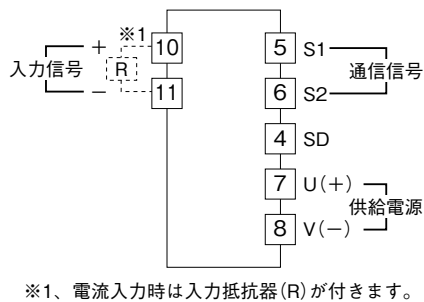 ※1
+ 10
入力信号 R
− 11
5 S1
通信信号
6 S2
4 SD
7 U(+)
供給電源
8 V(−)
※1、電流入力時は入力抵抗器(R)が付きます。